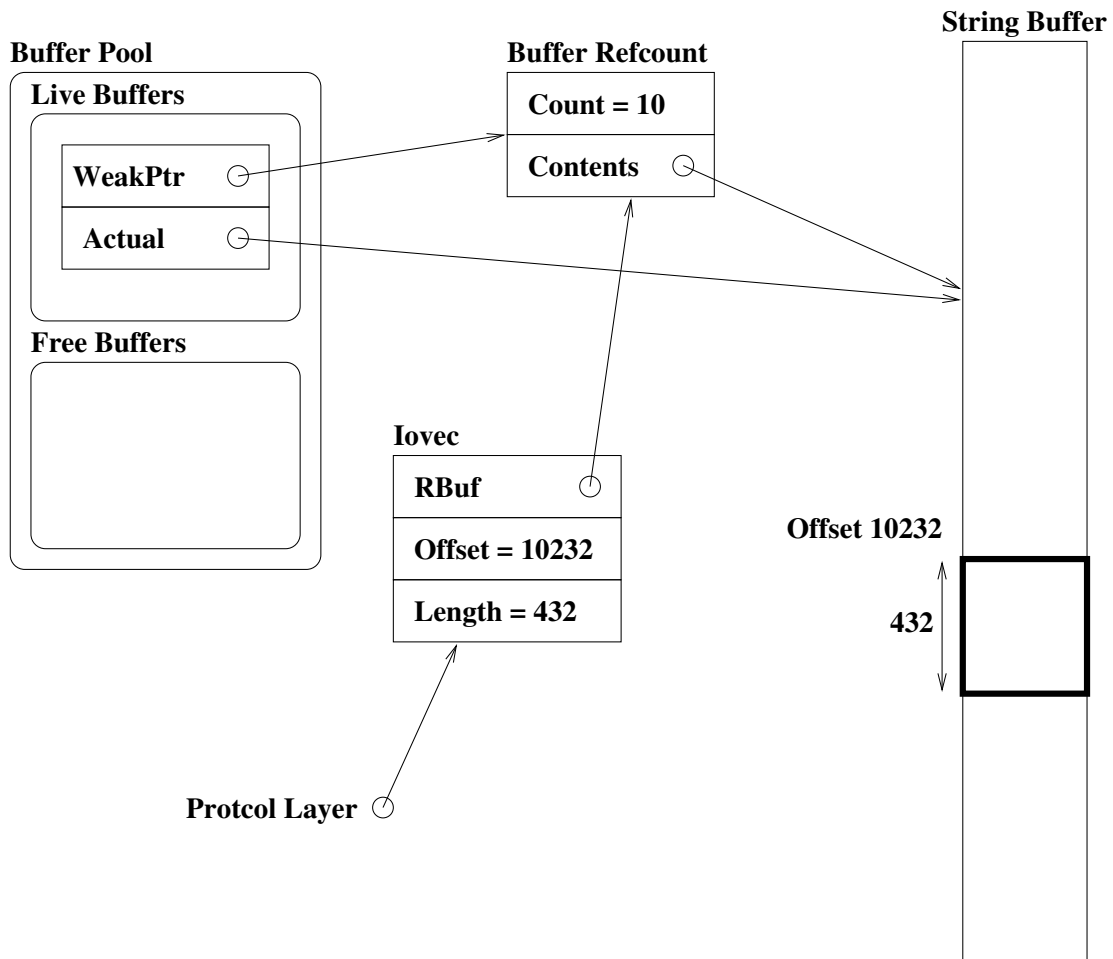 String Buffer
Buffer Pool
Buffer Refcount
Live Buffers
Count = 10
WeakPtr
Contents
Actual
Free Buffers
Iovec
RBuf
Offset = 10232
Length = 432
Offset 10232
432
Protcol Layer